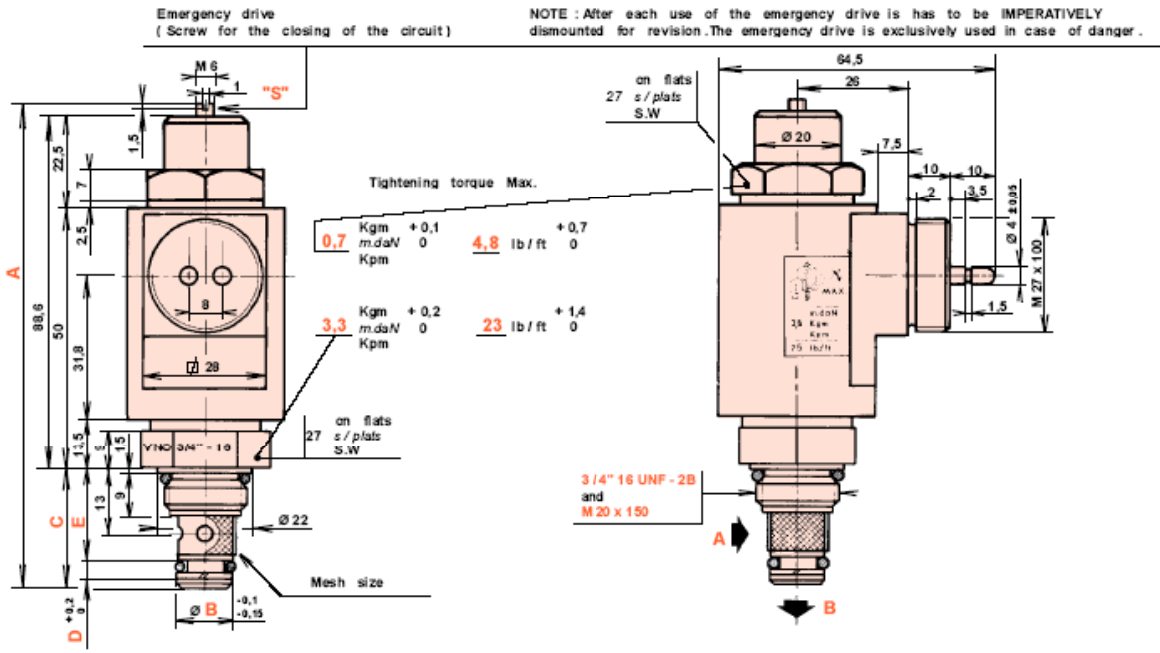 Emergency drive
( Screw for the closing of the circuit )
NOTE : After each use of the emergency drive is has to be IMPERATIVELY
dismounted for revision .The emergency drive is exclusively used in case of danger .
M 6
1
"S"
1,5
22,5
7
2,5
A
88,6
50
31,8
8
28
Tightening torque Max.
0,7 Kgm + 0,1 4,8 lb / ft + 0,7
m.daN 0 0
Kpm
3,3 Kgm + 0,2 23 lb / ft + 1,4
m.daN 0 0
Kpm
on flats
27 s / plats
S.W
3/4" - 16
C
E
13
9
Ø 22
Mesh size
Ø B -0,1
-0,15
D +0,2
0
64,5
26
on flats
27 s / plats
S.W
Ø 20
7,5
10
10
2
3,5
Ø 4 ±0,05
M 27 x 100
1,5
MAX
m.daN
Kgm
Kpm
lb/ft
3 / 4" 16 UNF - 2B
and
M 20 x 150
A
B